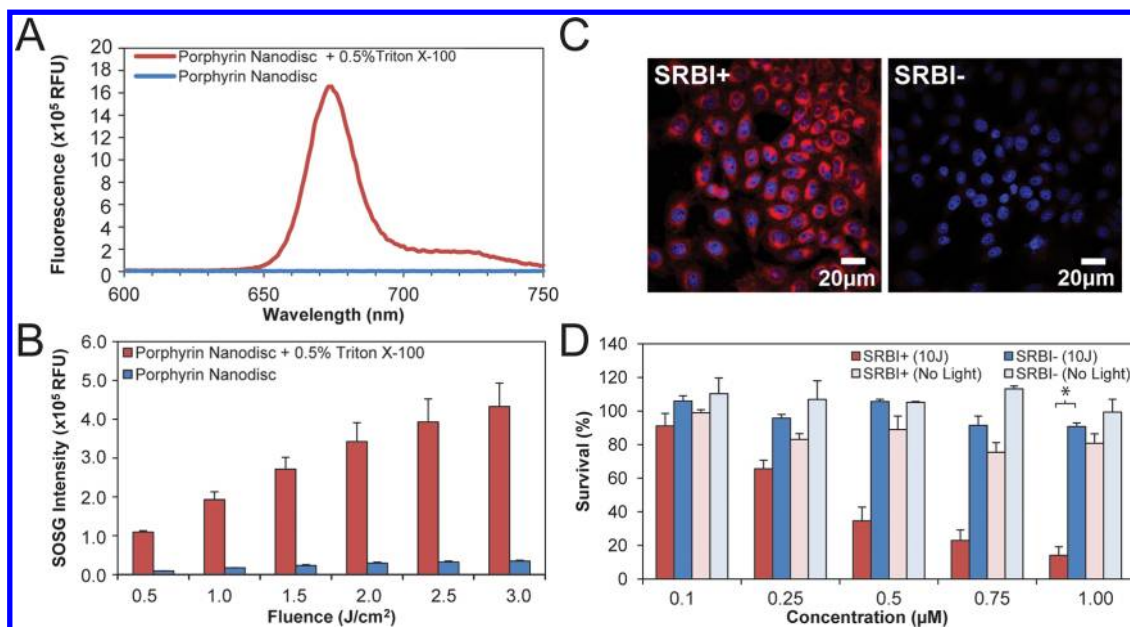 A
Fluorescence (x10⁵ RFU)
20
18
16
14
12
10
8
6
4
2
0
Porphyrin Nanodisc + 0.5%Triton X-100
Porphyrin Nanodisc
600 650 700 750
Wavelength (nm)
B
SOSG Intensity (x10⁵ RFU)
6.0
5.0
4.0
3.0
2.0
1.0
0.0
Porphyrin Nanodisc + 0.5% Triton X-100
Porphyrin Nanodisc
0.5 1.0 1.5 2.0 2.5 3.0
Fluence (J/cm²)
C
SRBI+
20µm
SRBI-
20µm
D
Survival (%)
140
120
100
80
60
40
20
0
SRBI+ (10J) SRBI- (10J)
SRBI+ (No Light) SRBI- (No Light)
*
0.1 0.25 0.5 0.75 1.00
Concentration (µM)